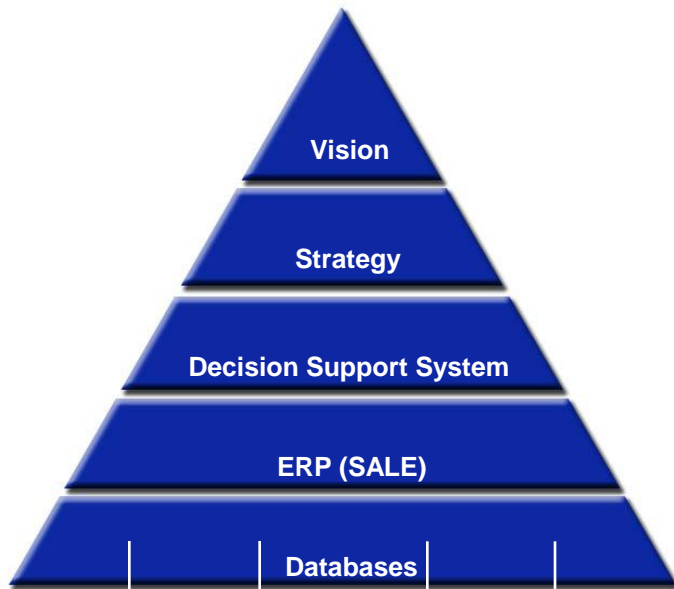 Vision
Strategy
Decision Support System
ERP (SALE)
Databases